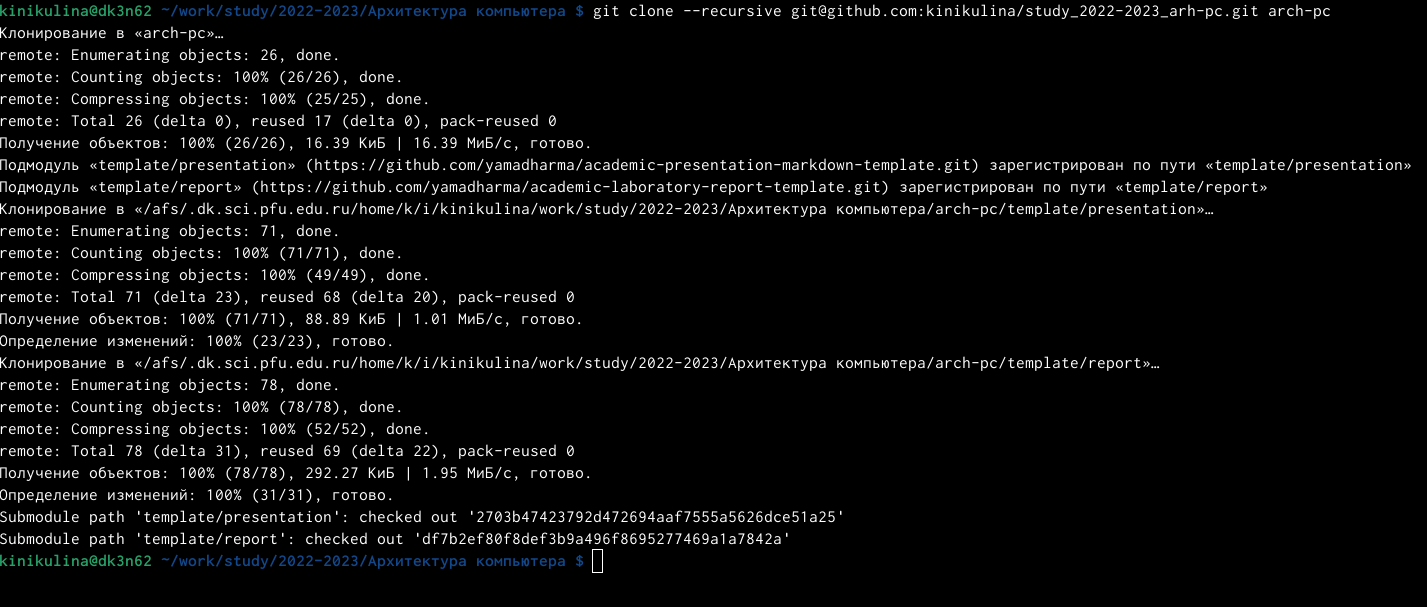 kinikulina@dk3n62 ~/work/study/2022-2023/Архитектура компьютера $ git clone --recursive git@github.com:kinikulina/study_2022-2023_arh-pc.git arch-pc
Клонирование в «arch-pc»…
remote: Enumerating objects: 26, done.
remote: Counting objects: 100% (26/26), done.
remote: Compressing objects: 100% (25/25), done.
remote: Total 26 (delta 0), reused 17 (delta 0), pack-reused 0
Получение объектов: 100% (26/26), 16.39 КиБ | 16.39 МиБ/с, готово.
Подмодуль «template/presentation» (https://github.com/yamadharma/academic-presentation-markdown-template.git) зарегистрирован по пути «template/presentation»
Подмодуль «template/report» (https://github.com/yamadharma/academic-laboratory-report-template.git) зарегистрирован по пути «template/report»
Клонирование в «/afs/.dk.sci.pfu.edu.ru/home/k/i/kinikulina/work/study/2022-2023/Архитектура компьютера/arch-pc/template/presentation»…
remote: Enumerating objects: 71, done.
remote: Counting objects: 100% (71/71), done.
remote: Compressing objects: 100% (49/49), done.
remote: Total 71 (delta 23), reused 68 (delta 20), pack-reused 0
Получение объектов: 100% (71/71), 88.89 КиБ | 1.01 МиБ/с, готово.
Определение изменений: 100% (23/23), готово.
Клонирование в «/afs/.dk.sci.pfu.edu.ru/home/k/i/kinikulina/work/study/2022-2023/Архитектура компьютера/arch-pc/template/report»…
remote: Enumerating objects: 78, done.
remote: Counting objects: 100% (78/78), done.
remote: Compressing objects: 100% (52/52), done.
remote: Total 78 (delta 31), reused 69 (delta 22), pack-reused 0
Получение объектов: 100% (78/78), 292.27 КиБ | 1.95 МиБ/с, готово.
Определение изменений: 100% (31/31), готово.
Submodule path 'template/presentation': checked out '2703b47423792d472694aaf7555a5626dce51a25'
Submodule path 'template/report': checked out 'df7b2ef80f8def3b9a496f8695277469a1a7842a'
kinikulina@dk3n62 ~/work/study/2022-2023/Архитектура компьютера $